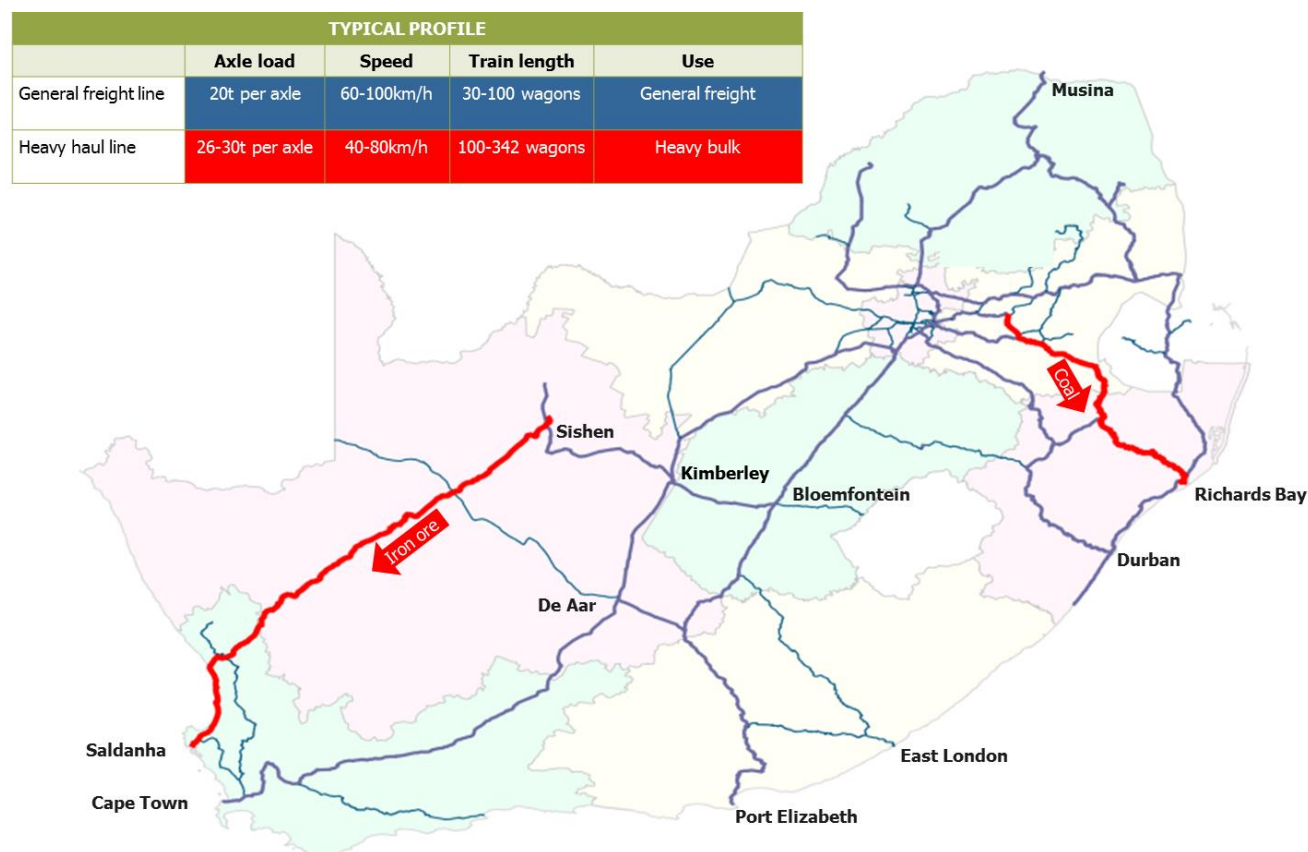 TYPICAL PROFILE
Axle load Speed Train length Use
General freight line 20t per axle 60-100km/h 30-100 wagons General freight
Heavy haul line 26-30t per axle 40-80km/h 100-342 wagons Heavy bulk
Musina
Coal
Sishen
Kimberley
Bloemfontein
Richards Bay
Iron ore
Durban
De Aar
Saldanha
East London
Cape Town
Port Elizabeth